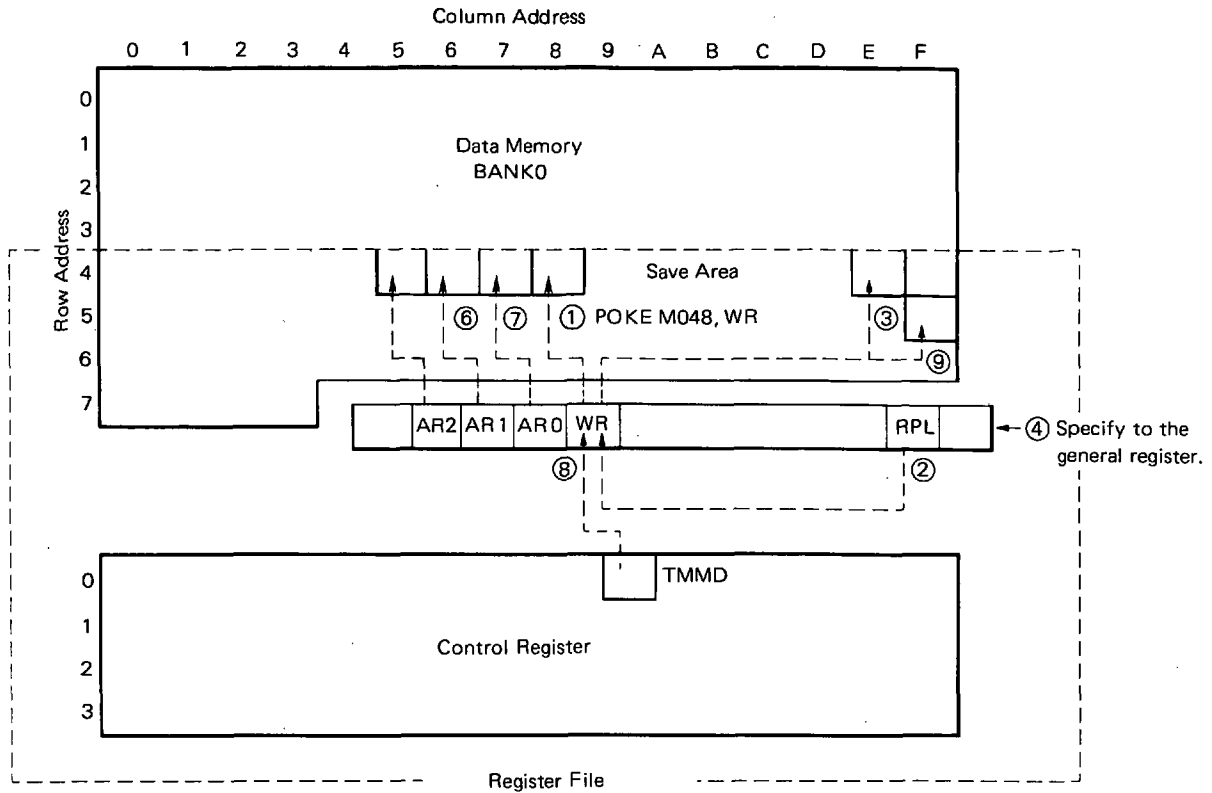 Column Address
0 1 2 3 4 5 6 7 8 9 A B C D E F
Row Address
0
1
2
3
4
5
6
7
Data Memory
BANK0
Save Area
⑥ ⑦ ① POKE M048, WR ③
⑨
AR2 AR1 AR0 WR RPL
④ Specify to the
general register.
⑧ ②
0
1
2
3
TMMD
Control Register
Register File